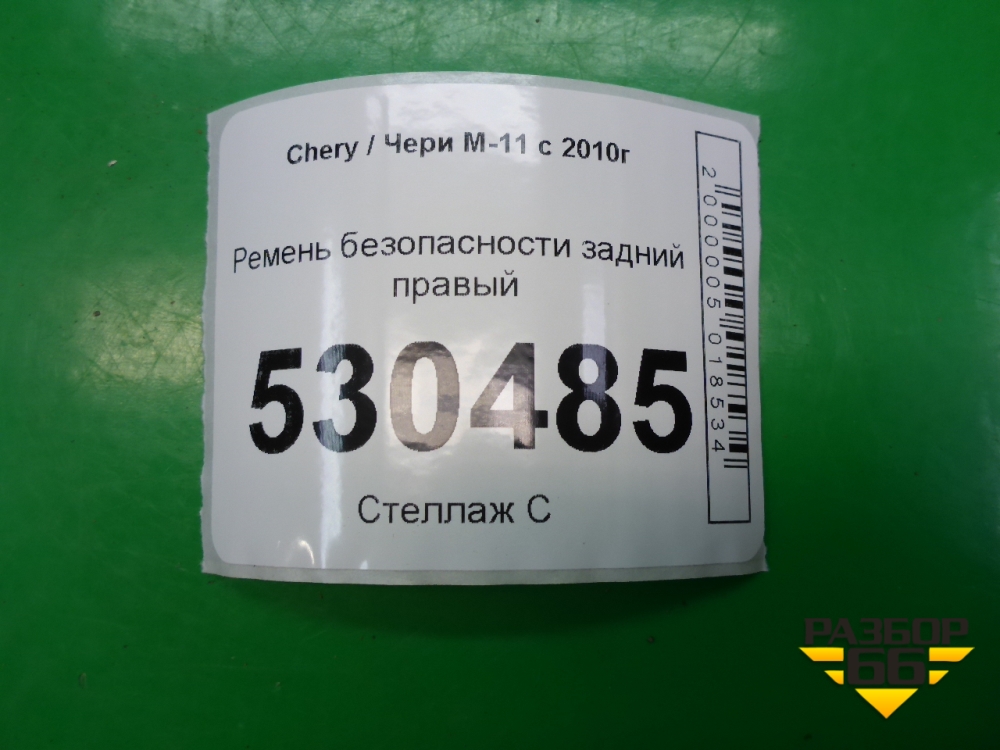 Chery / Чери М-11 с 2010г
Ремень безопасности задний
правый
530485
Стеллаж С
2000005018534
РАЗБОР
66